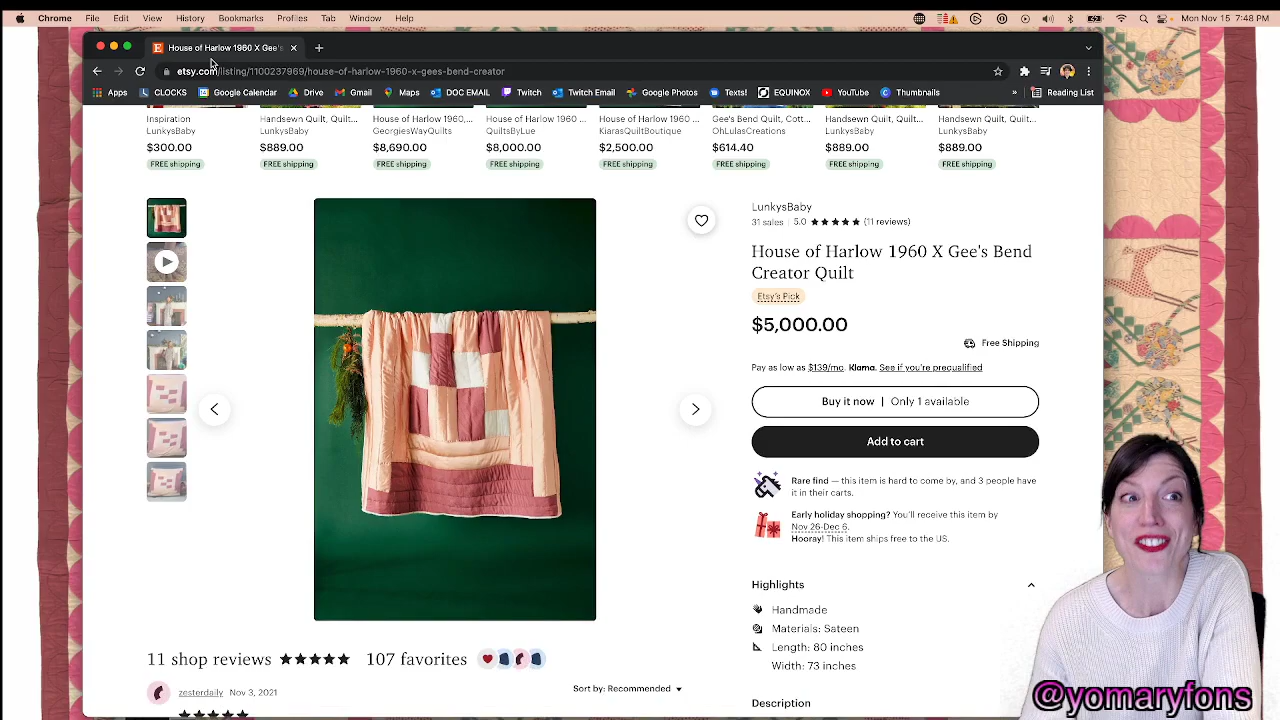 Chrome File Edit View History Bookmarks Profiles Tab Window Help Mon Nov 15 7:48 PM
House of Harlow 1960 X Gee's
etsy.com/listing/1100237969/house-of-harlow-1960-x-gees-bend-creator
Apps CLOCKS Google Calendar Drive Gmail Maps DOC EMAIL Twitch Twitch Email Google Photos Texts! EQUINOX YouTube Thumbnails » Reading List
Inspiration Handsewn Quilt, Quilt... House of Harlow 1960,... House of Harlow 1960 ... House of Harlow 1960 ... Gee's Bend Quilt, Cott... Handsewn Quilt, Quilt... Handsewn Quilt, Quilt...
LunkysBaby LunkysBaby GeorgiesWayQuilts QuiltsByLue KiarasQuiltBoutique OhLulasCreations LunkysBaby LunkysBaby
$300.00 $889.00 $8,690.00 $8,000.00 $2,500.00 $614.40 $889.00 $889.00
FREE shipping FREE shipping FREE shipping FREE shipping FREE shipping FREE shipping FREE shipping FREE shipping
LunkysBaby
31 sales | 5.0 ★★★★★ (11 reviews)
House of Harlow 1960 X Gee's Bend
Creator Quilt
Etsy's Pick
$5,000.00
Free Shipping
Pay as low as $139/mo. Klarna. See if you're prequalified
Buy it now | Only 1 available
Add to cart
Rare find — this item is hard to come by, and 3 people have
it in their carts.
Early holiday shopping? You'll receive this item by
Nov 26-Dec 6.
Hooray! This item ships free to the US.
Highlights
Handmade
Materials: Sateen
Length: 80 inches
Width: 73 inches
Description
11 shop reviews ★★★★★ 107 favorites
Sort by: Recommended
zesterdaily Nov 3, 2021
@yomaryfons